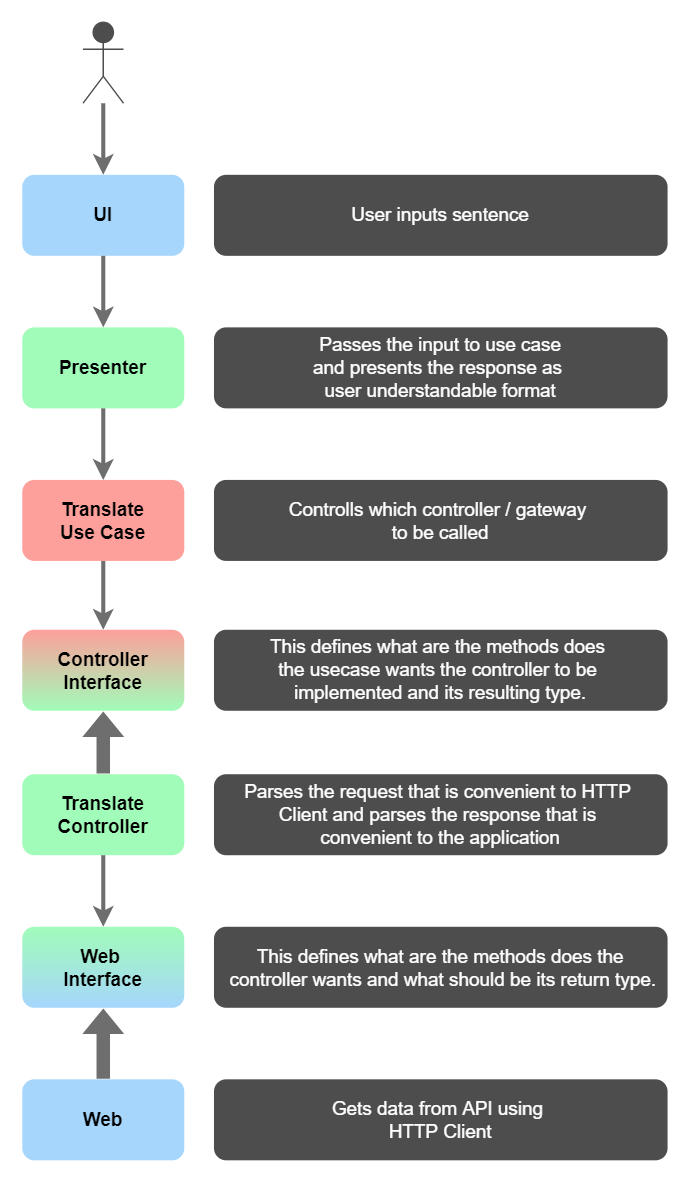 UI
User inputs sentence
Presenter
Passes the input to use case
and presents the response as
user understandable format
Translate
Use Case
Controlls which controller / gateway
to be called
Controller
Interface
This defines what are the methods does
the usecase wants the controller to be
implemented and its resulting type.
Translate
Controller
Parses the request that is convenient to HTTP
Client and parses the response that is
convenient to the application
Web
Interface
This defines what are the methods does the
controller wants and what should be its return type.
Web
Gets data from API using
HTTP Client